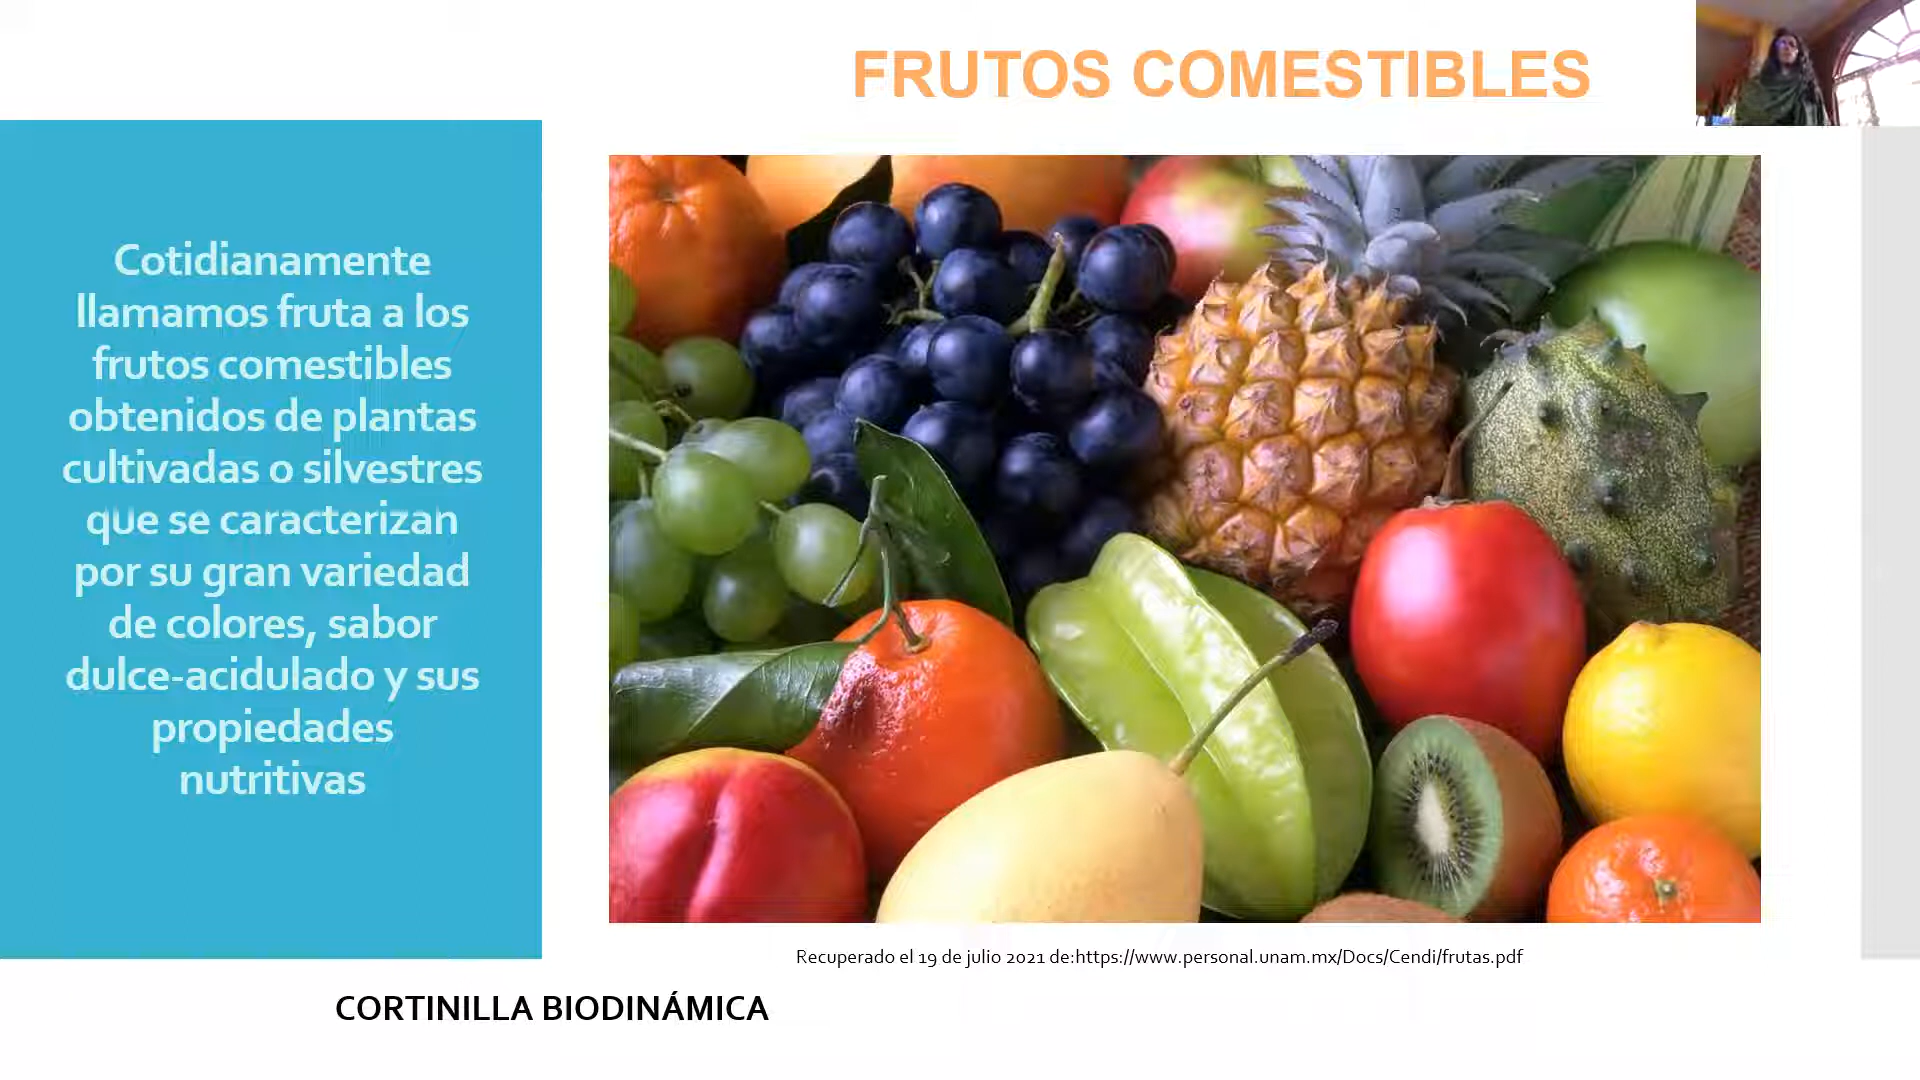 FRUTOS COMESTIBLES
Cotidianamente
llamamos fruta a los
frutos comestibles
obtenidos de plantas
cultivadas o silvestres
que se caracterizan
por su gran variedad
de colores, sabor
dulce-acidulado y sus
propiedades
nutritivas
Recuperado el 19 de julio 2021 de:https://www.personal.unam.mx/Docs/Cendi/frutas.pdf
CORTINILLA BIODINÁMICA